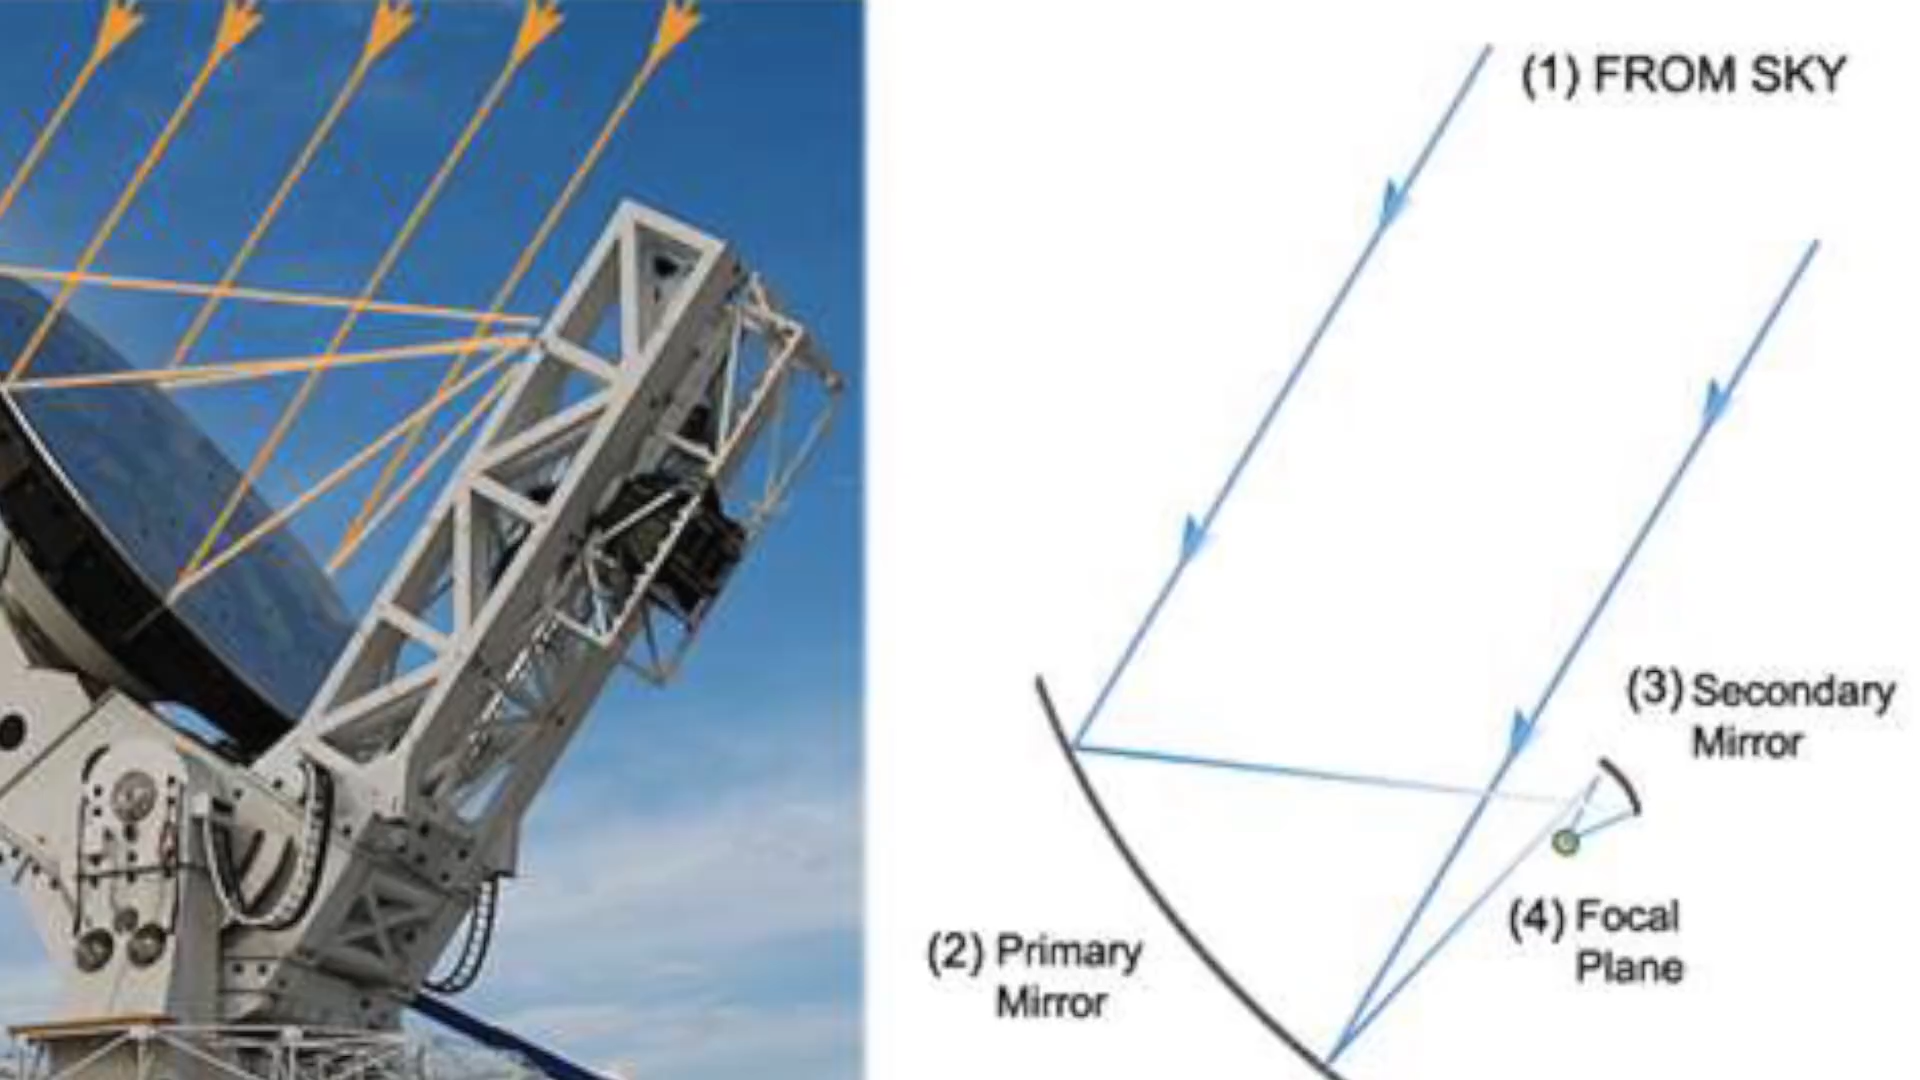 (1) FROM SKY
(3) Secondary
Mirror
(4) Focal
Plane
(2) Primary
Mirror